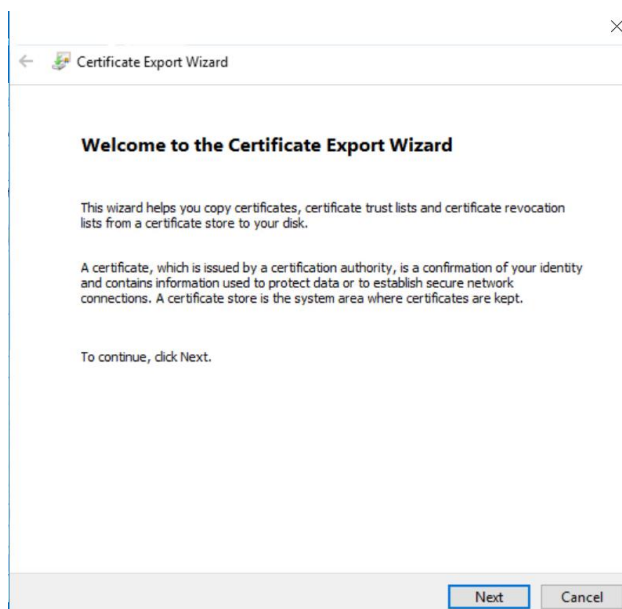 Certificate Export Wizard
Welcome to the Certificate Export Wizard
This wizard helps you copy certificates, certificate trust lists and certificate revocation
lists from a certificate store to your disk.
A certificate, which is issued by a certification authority, is a confirmation of your identity
and contains information used to protect data or to establish secure network
connections. A certificate store is the system area where certificates are kept.
To continue, click Next.
Next Cancel